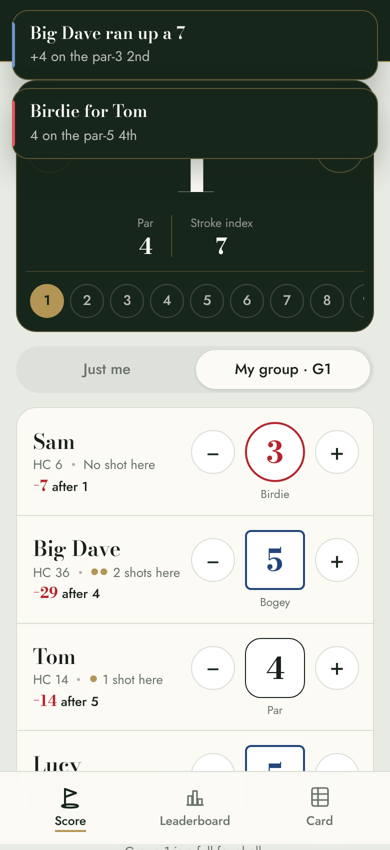 Big Dave ran up a 7
+4 on the par-3 2nd
Birdie for Tom
4 on the par-5 4th
Par
4
Stroke index
7
1 2 3 4 5 6 7 8
Just me
My group · G1
Sam
HC 6 • No shot here
-7 after 1
− 3 +
Birdie
Big Dave
HC 36 • 2 shots here
-29 after 4
− 5 +
Bogey
Tom
HC 14 • 1 shot here
-14 after 5
− 4 +
Par
Lucy
Score
Leaderboard
Card